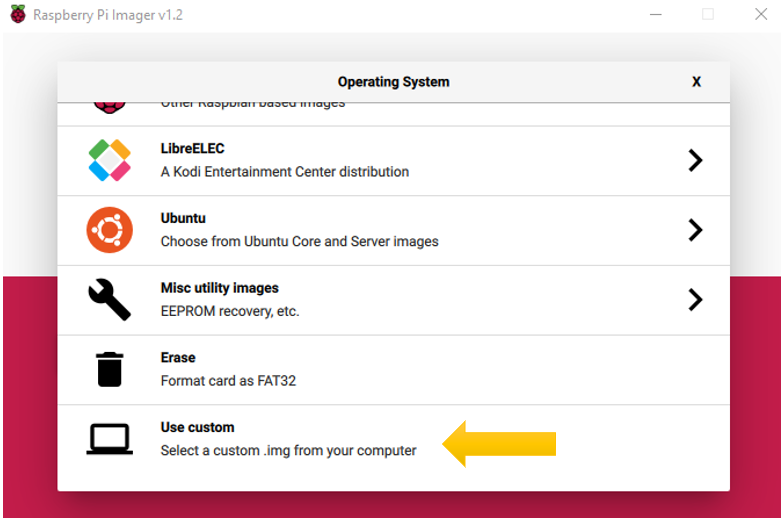 Raspberry Pi Imager v1.2
Operating System
X
Other Raspbian based images
LibreELEC
A Kodi Entertainment Center distribution
Ubuntu
Choose from Ubuntu Core and Server images
Misc utility images
EEPROM recovery, etc.
Erase
Format card as FAT32
Use custom
Select a custom .img from your computer